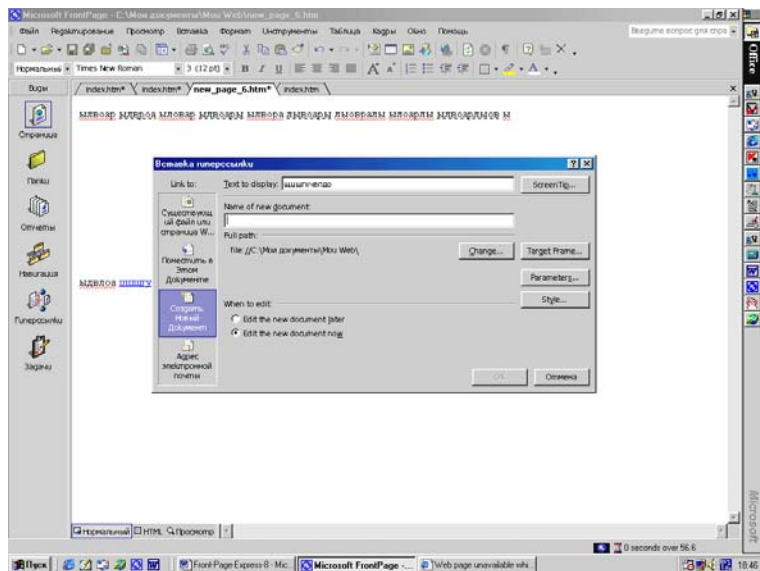 Microsoft FrontPage - C:\Мои документы\Мои Web\new_page_6.htm
Файл Редактирование Просмотр Вставка Формат Инструменты Таблица Кадры Окно Помощь
Нормальный Times New Roman 3 (12 pt)
Виды
index.htm* index.htm* new_page_6.htm* index.htm
Страница
Папки
Отчеты
Навигация
Гиперссылки
Задачи
Вставка гиперссылки
Link to:
Text to display:
ScreenTip...
Существующий файл или страница W...
Name of new document:
Full path:
file://C:\Мои документы\Мои Web\
Change...
Target Frame...
Поместить в Этом Документе
Parameters...
Style...
Создать Новый Документ
When to edit:
Edit the new document later
Edit the new document now
Адрес электронной почты
OK
Отмена
Нормальный HTML Просмотр
0 seconds over 56.6
Пуск Front-Page-Express-8 - Mic... Microsoft FrontPage - ... Web page unavailable whi...
18:46
Office
Microsoft